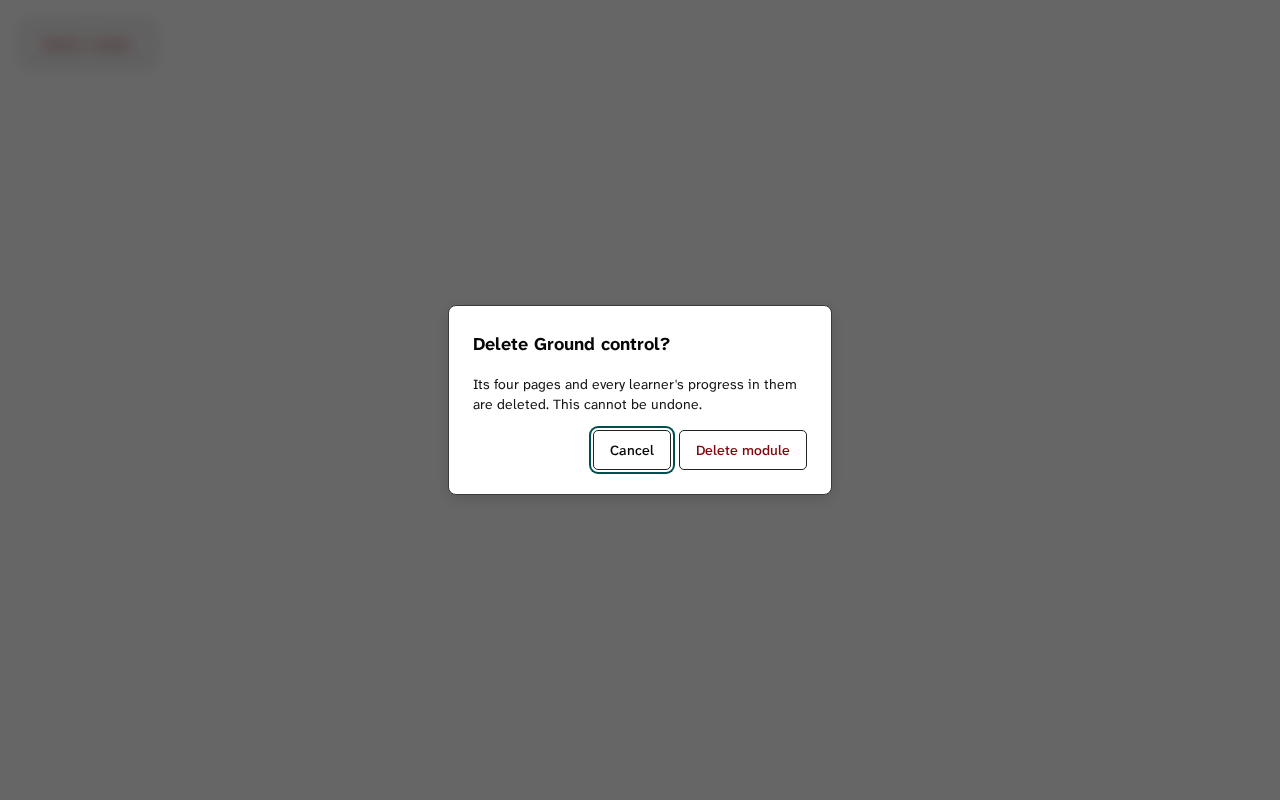 Delete Ground control?
Its four pages and every learner's progress in them
are deleted. This cannot be undone.
Cancel
Delete module